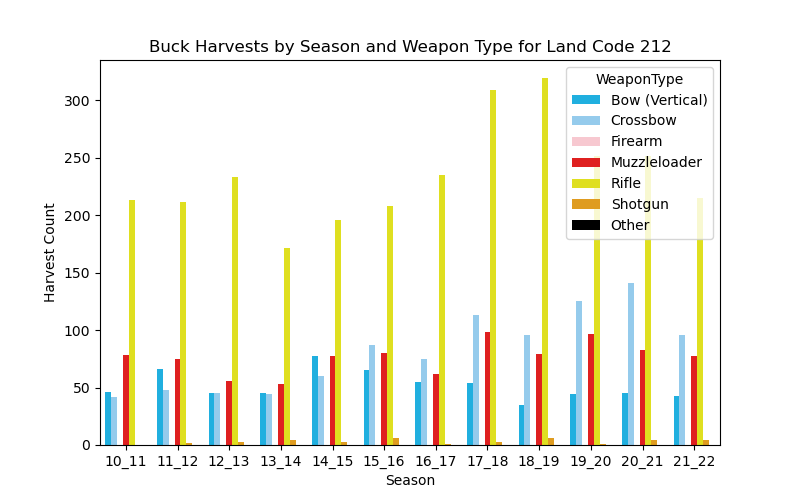 Buck Harvests by Season and Weapon Type for Land Code 212
WeaponType
Bow (Vertical)
Crossbow
Firearm
Muzzleloader
Rifle
Shotgun
Other
Harvest Count
300
250
200
150
100
50
0
10_11 11_12 12_13 13_14 14_15 15_16 16_17 17_18 18_19 19_20 20_21 21_22
Season